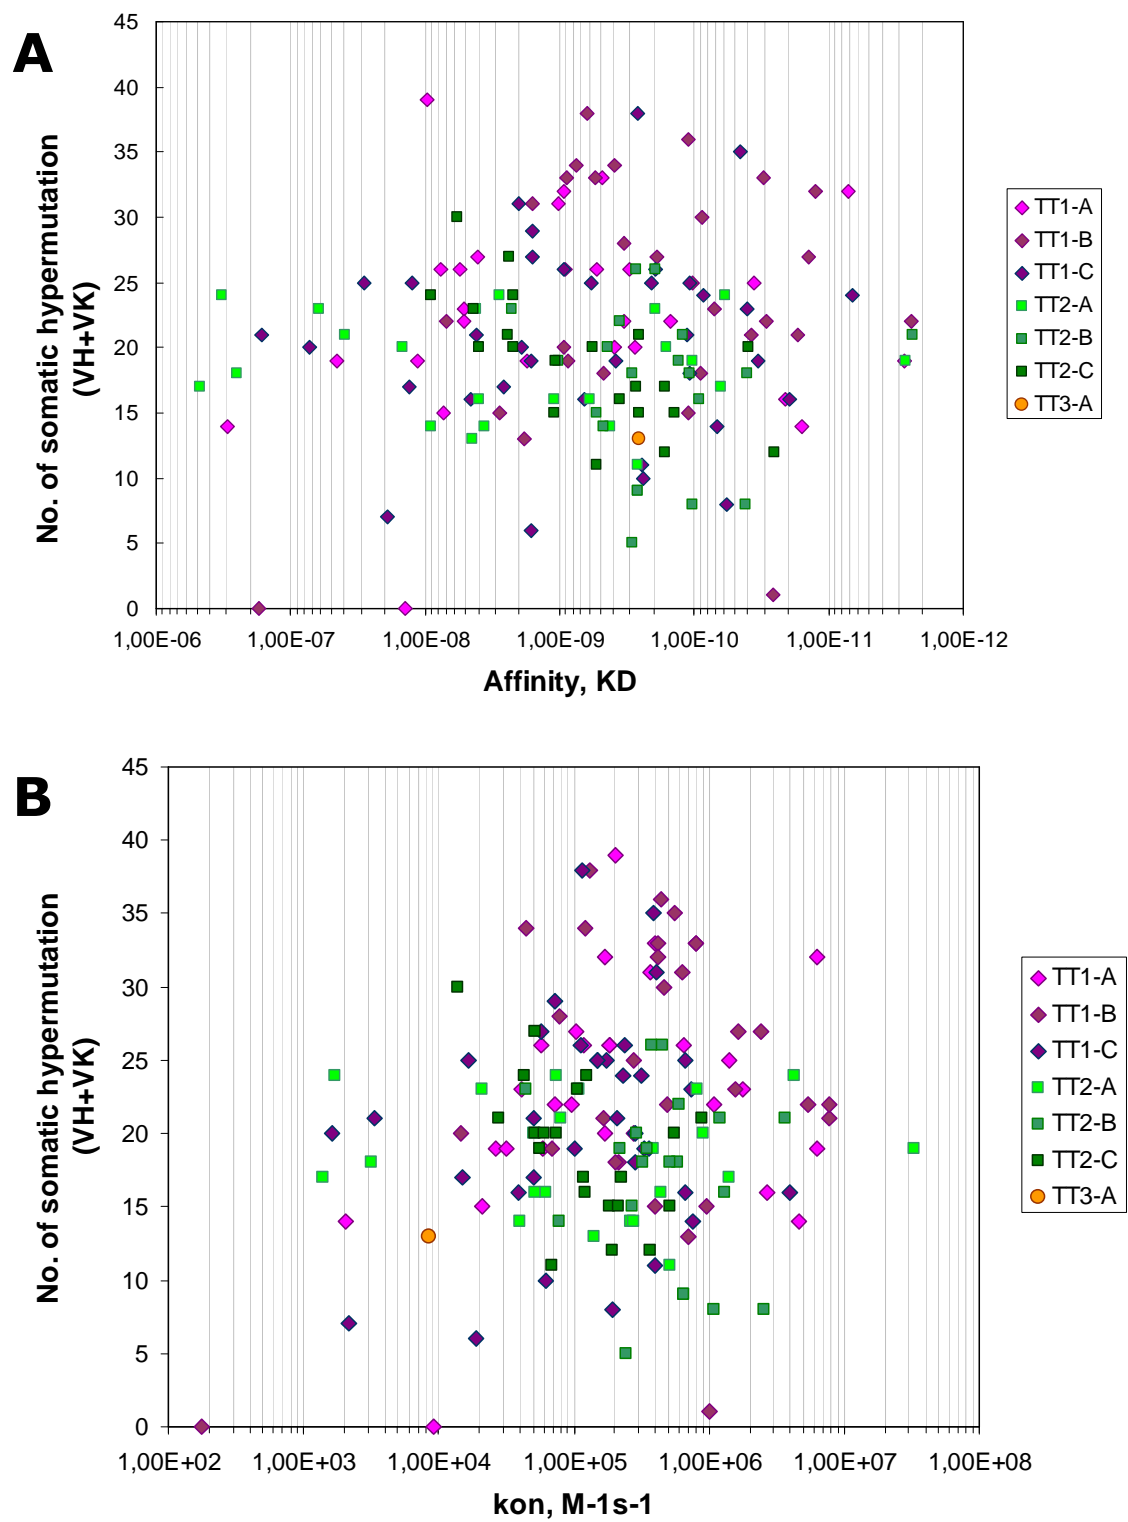 A
45
40
35
30
25
20
15
10
5
0
No. of somatic hypermutation
(VH+VK)
1,00E-06 1,00E-07 1,00E-08 1,00E-09 1,00E-10 1,00E-11 1,00E-12
Affinity, KD
TT1-A
TT1-B
TT1-C
TT2-A
TT2-B
TT2-C
TT3-A
B
45
40
35
30
25
20
15
10
5
0
No. of somatic hypermutation
(VH+VK)
1,00E+02 1,00E+03 1,00E+04 1,00E+05 1,00E+06 1,00E+07 1,00E+08
kon, M-1s-1
TT1-A
TT1-B
TT1-C
TT2-A
TT2-B
TT2-C
TT3-A